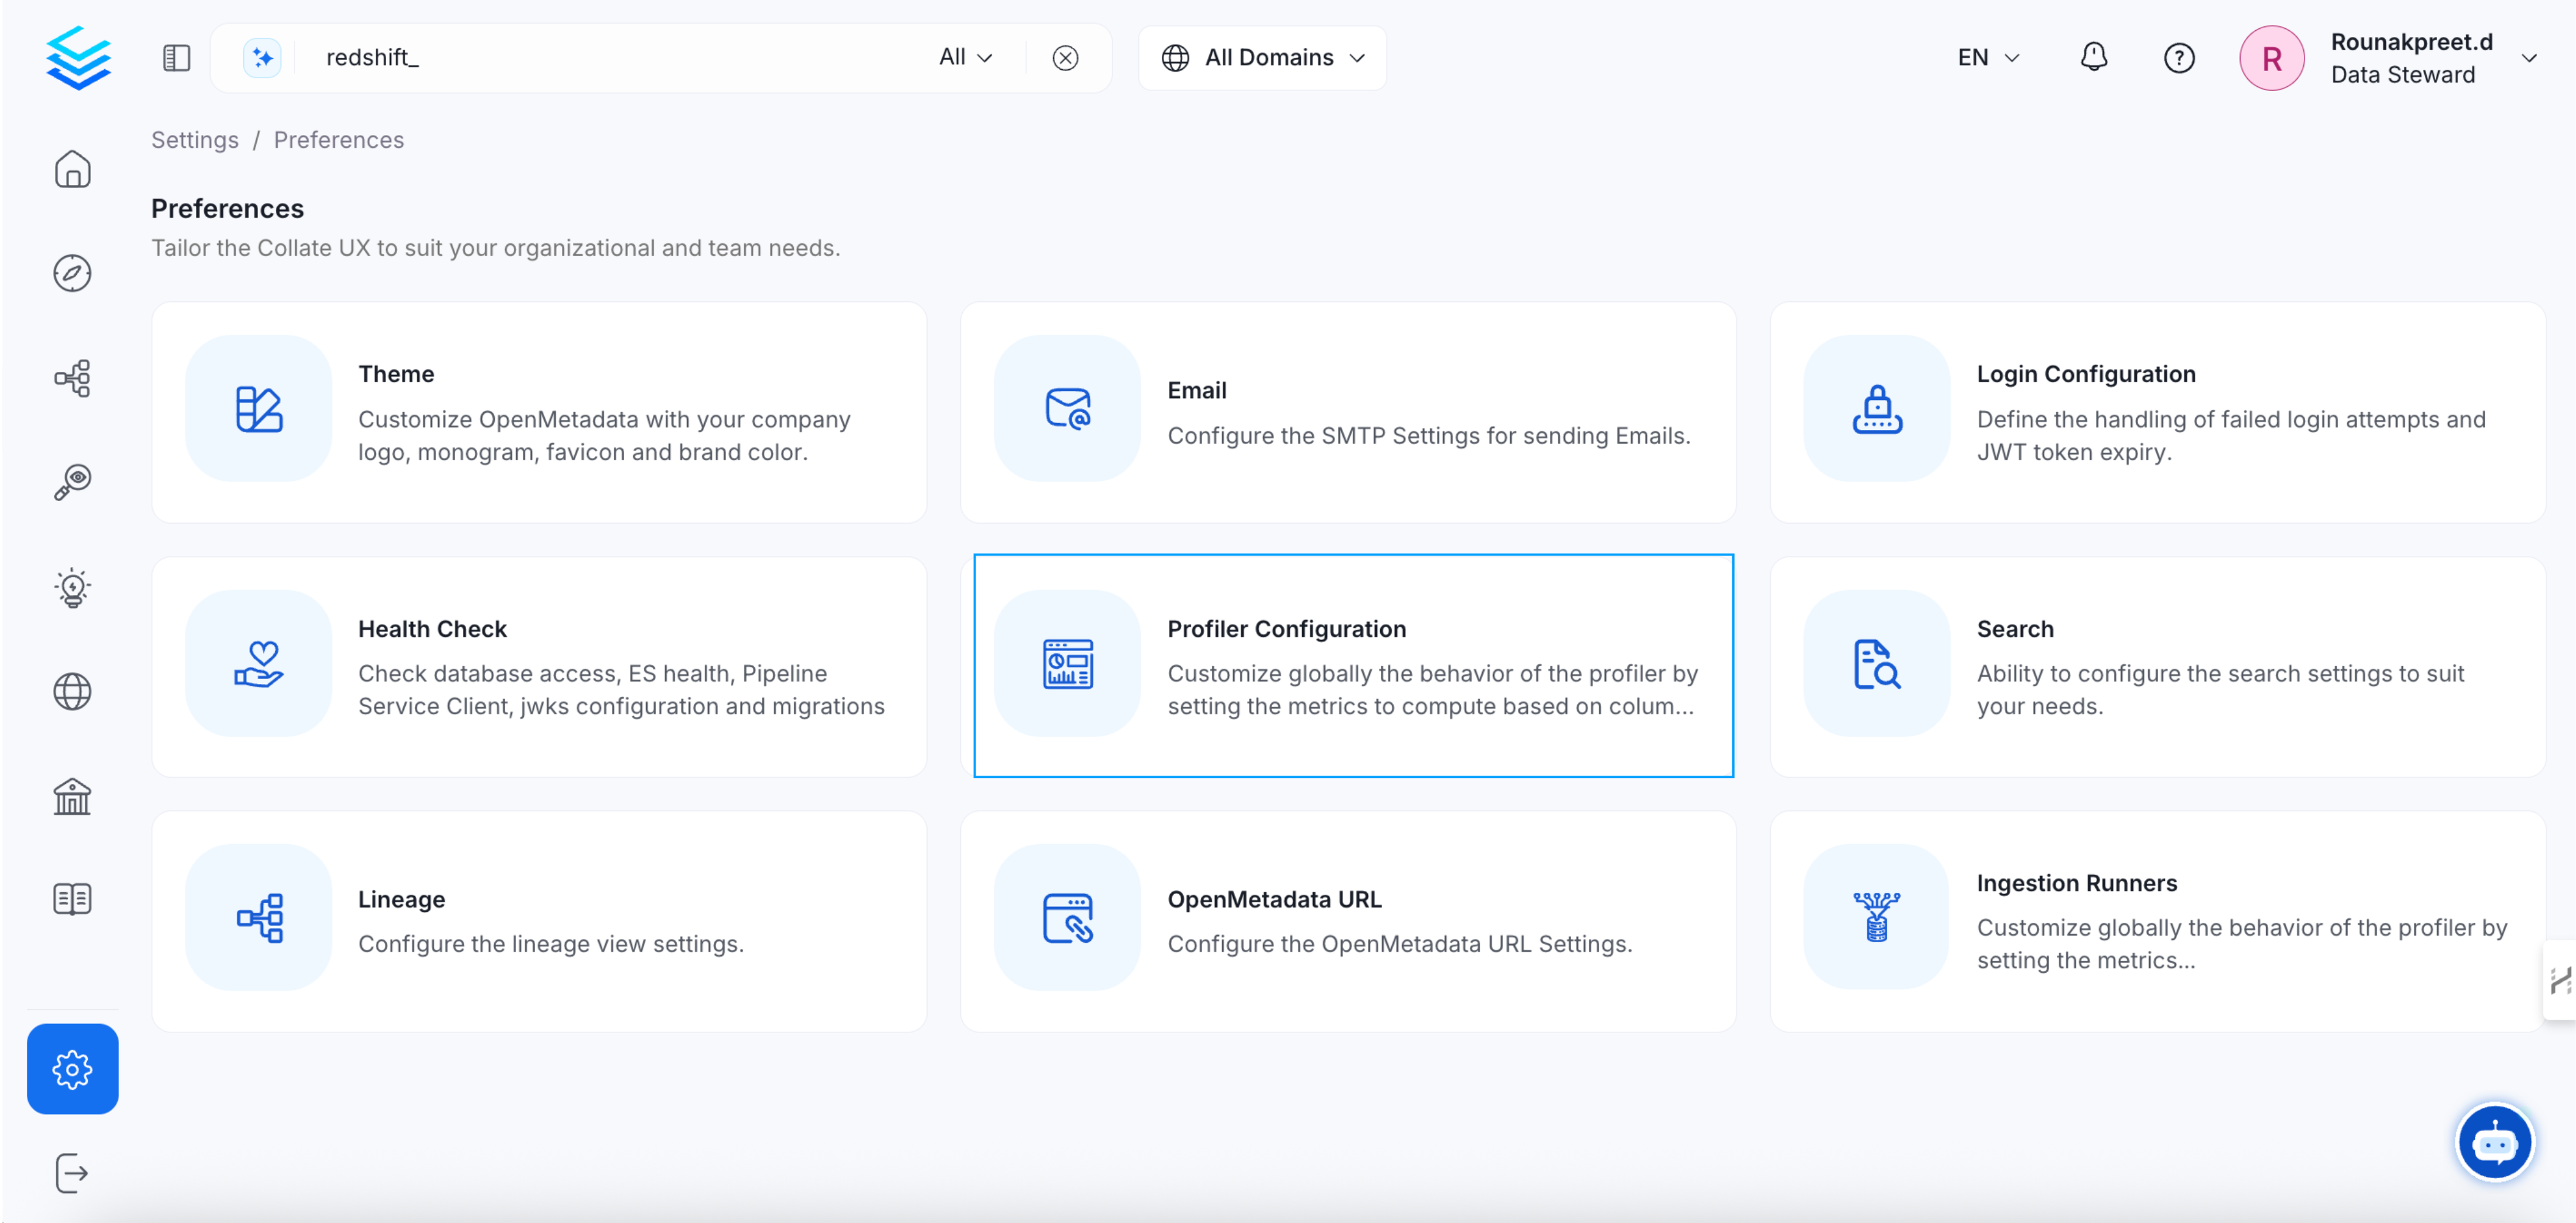 redshift_
All
All Domains
EN
R
Rounakpreet.d
Data Steward
Settings / Preferences
Preferences
Tailor the Collate UX to suit your organizational and team needs.
Theme
Customize OpenMetadata with your company
logo, monogram, favicon and brand color.
Email
Configure the SMTP Settings for sending Emails.
Login Configuration
Define the handling of failed login attempts and
JWT token expiry.
Health Check
Check database access, ES health, Pipeline
Service Client, jwks configuration and migrations
Profiler Configuration
Customize globally the behavior of the profiler by
setting the metrics to compute based on colum...
Search
Ability to configure the search settings to suit
your needs.
Lineage
Configure the lineage view settings.
OpenMetadata URL
Configure the OpenMetadata URL Settings.
Ingestion Runners
Customize globally the behavior of the profiler by
setting the metrics...